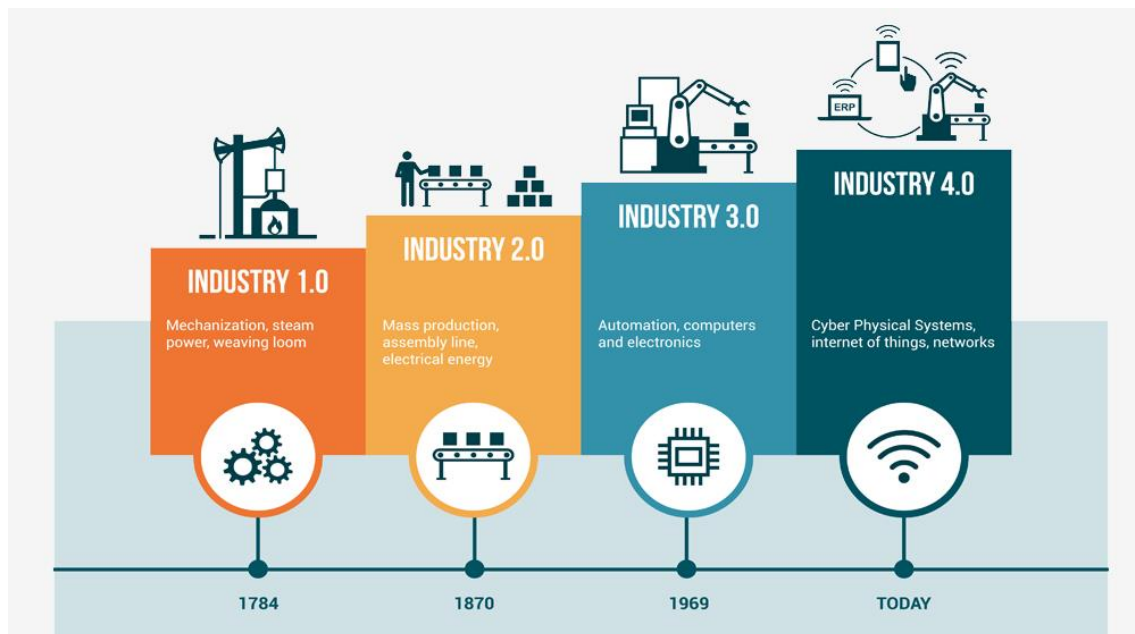 ERP
INDUSTRY 1.0
Mechanization, steam
power, weaving loom
INDUSTRY 2.0
Mass production,
assembly line,
electrical energy
INDUSTRY 3.0
Automation, computers
and electronics
INDUSTRY 4.0
Cyber Physical Systems,
internet of things, networks
1784
1870
1969
TODAY